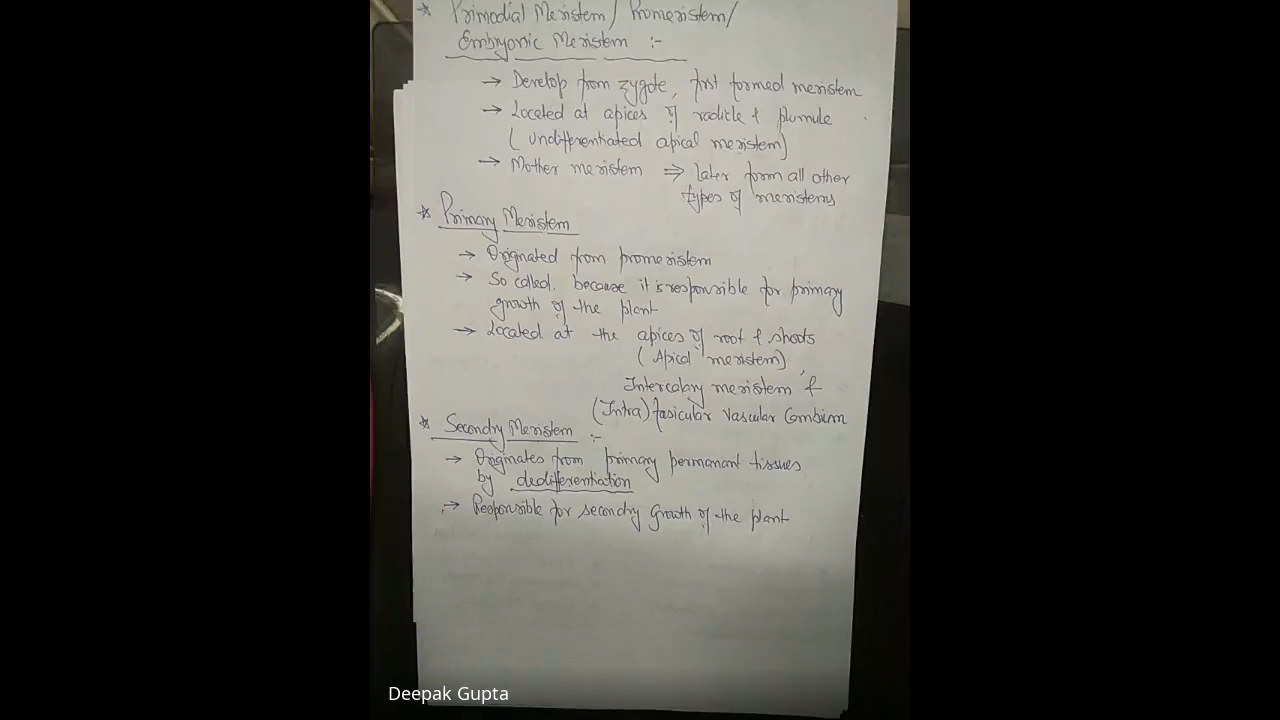 * Primodial Meristem / Promeristem /
Embryonic Meristem :-
→ Develop from zygote, first formed meristem
→ Located at apices of radicle & plumule
(undifferentiated apical meristem)
→ Mother meristem ⇒ later form all other
types of meristems
* Primary Meristem
→ Originated from promeristem
→ So called, because it is responsible for primary
growth of the plant
→ Located at the apices of root & shoots
(Apical meristem),
Intercalary meristem &
(Intra) fasicular vascular Cambium
* Secondry Meristem :-
→ Originates from primary permanant tissues
by dedifferentiation
→ Responsible for secondry growth of the plant
Deepak Gupta